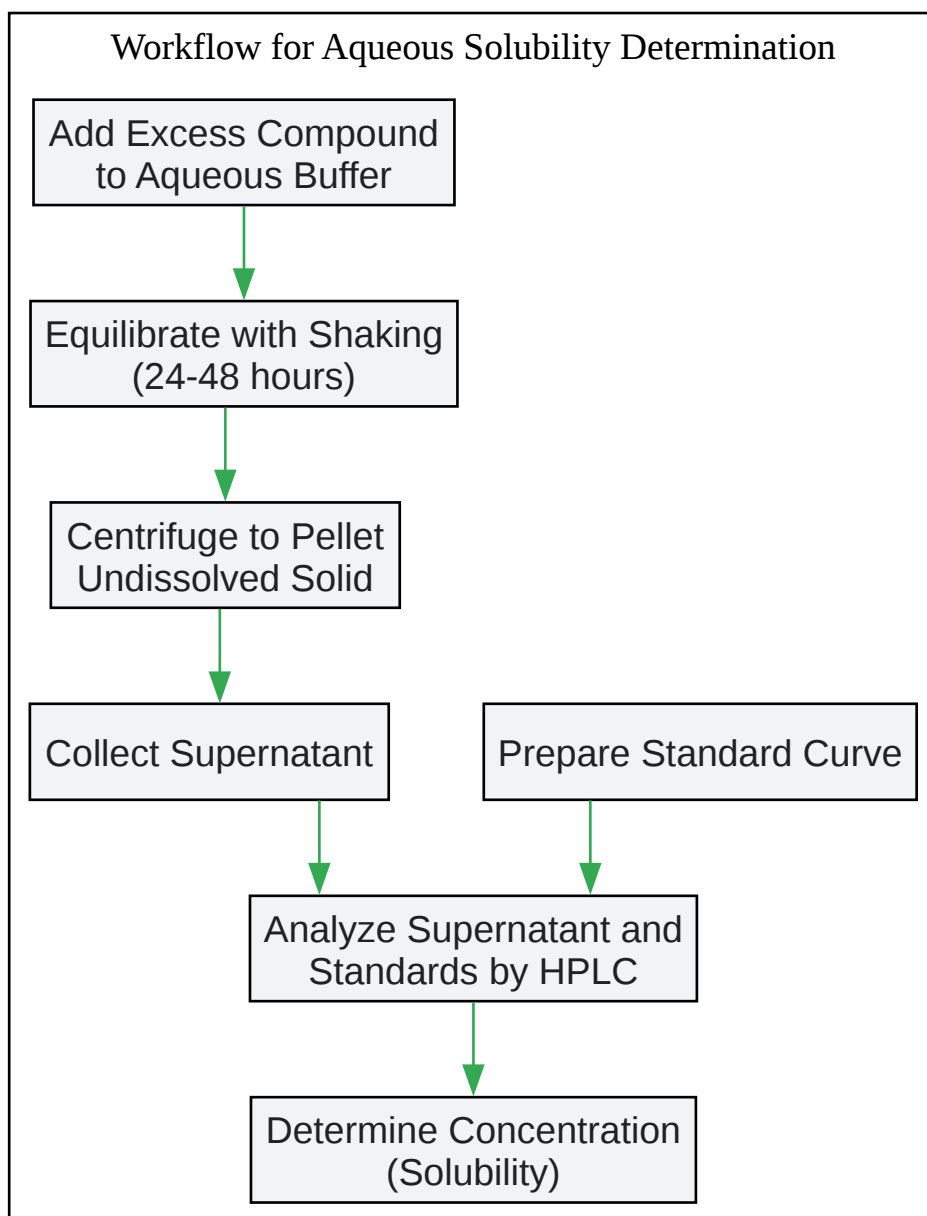 Workflow for Aqueous Solubility Determination
Add Excess Compound
to Aqueous Buffer
Equilibrate with Shaking
(24-48 hours)
Centrifuge to Pellet
Undissolved Solid
Collect Supernatant
Prepare Standard Curve
Analyze Supernatant and
Standards by HPLC
Determine Concentration
(Solubility)